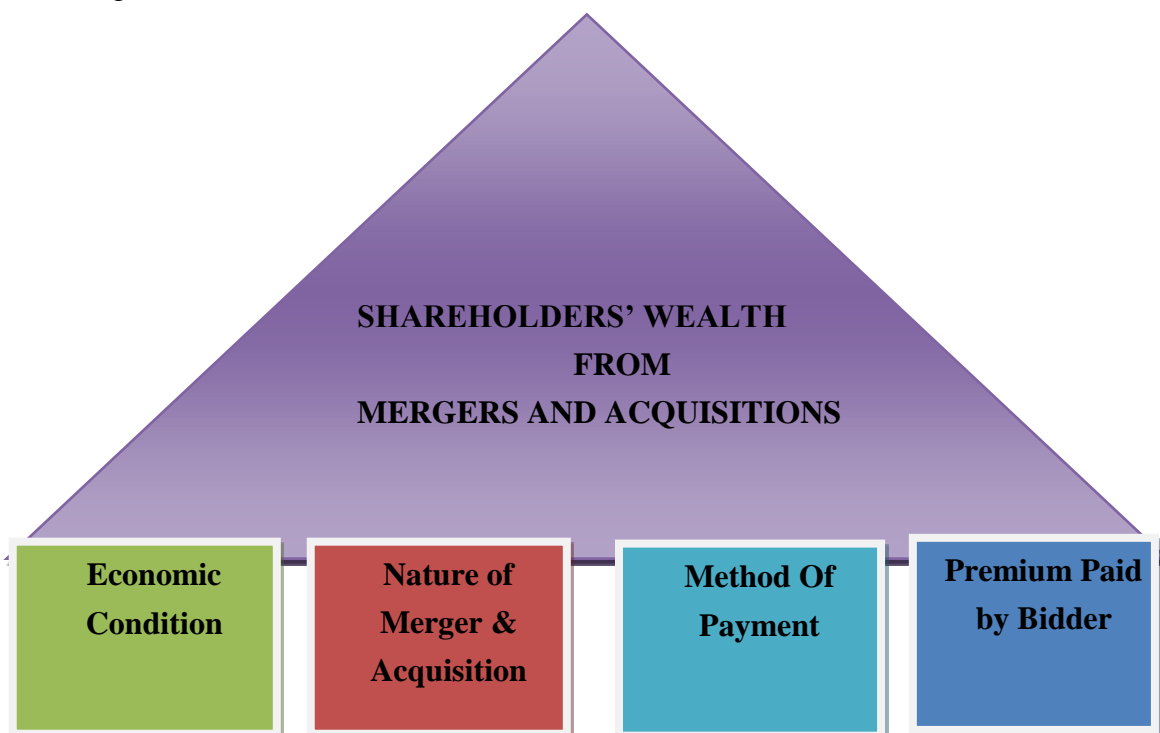 SHAREHOLDERS’ WEALTH
FROM
MERGERS AND ACQUISITIONS
Economic
Condition
Nature of
Merger &
Acquisition
Method Of
Payment
Premium Paid
by Bidder